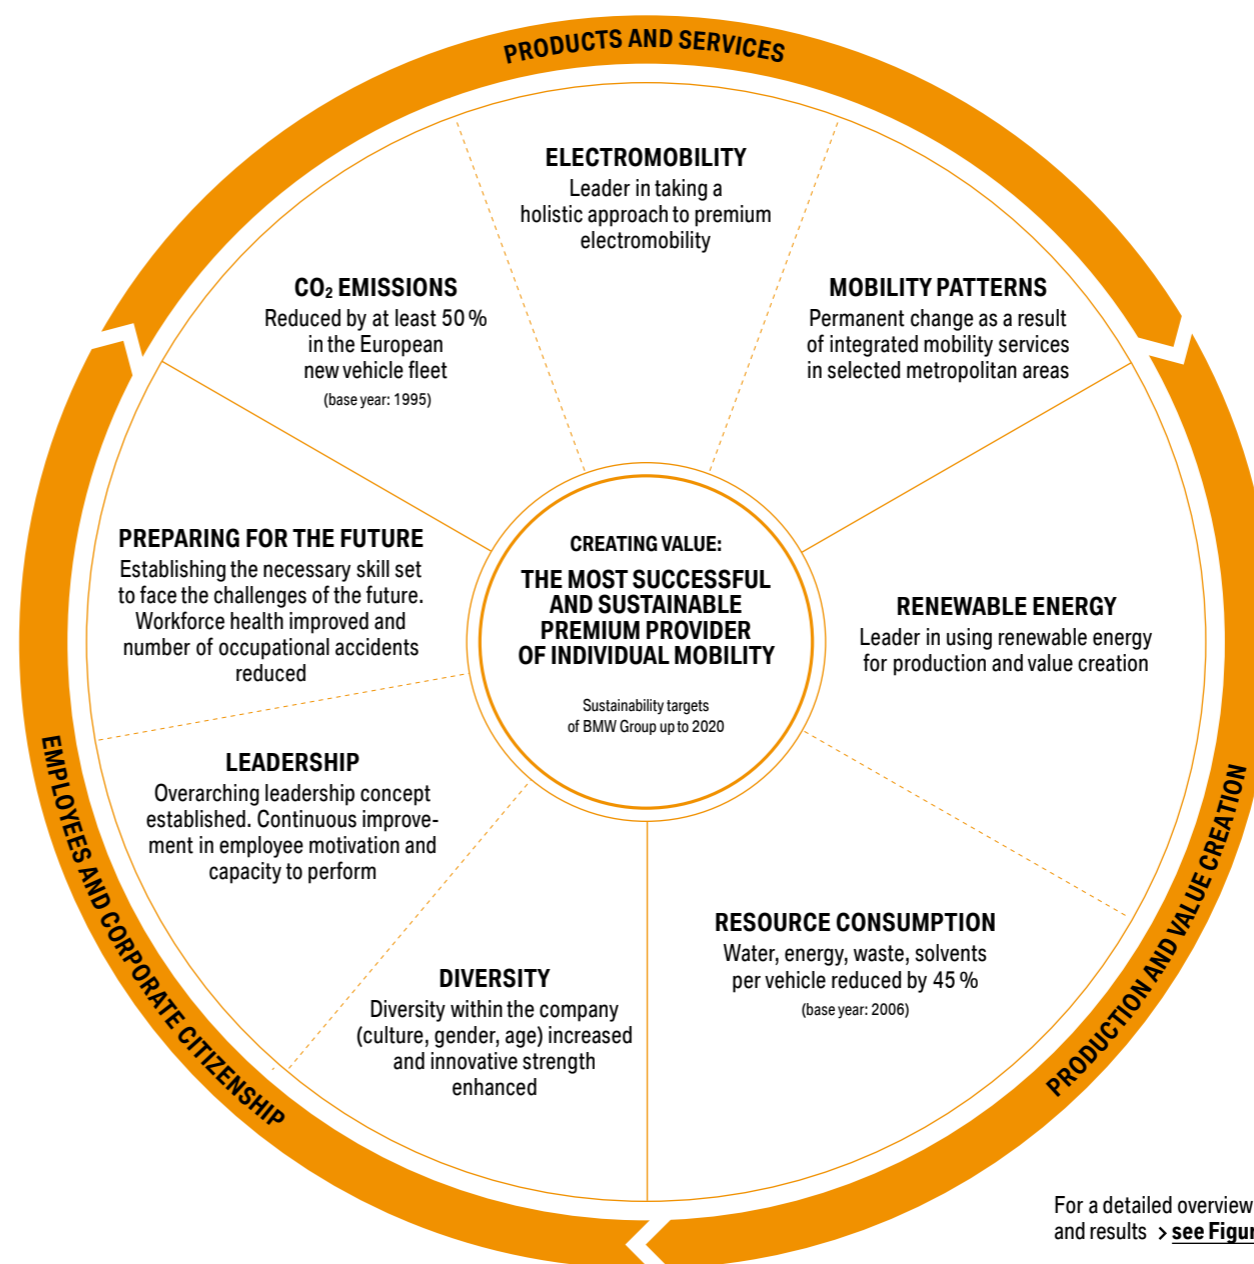 PRODUCTS AND SERVICES
ELECTROMOBILITY
Leader in taking a
holistic approach to premium
electromobility
CO₂ EMISSIONS
Reduced by at least 50 %
in the European
new vehicle fleet
(base year: 1995)
MOBILITY PATTERNS
Permanent change as a result
of integrated mobility services
in selected metropolitan areas
PREPARING FOR THE FUTURE
Establishing the necessary skill set
to face the challenges of the future.
Workforce health improved and
number of occupational accidents
reduced
CREATING VALUE:
THE MOST SUCCESSFUL
AND SUSTAINABLE
PREMIUM PROVIDER
OF INDIVIDUAL MOBILITY
Sustainability targets
of BMW Group up to 2020
RENEWABLE ENERGY
Leader in using renewable energy
for production and value creation
LEADERSHIP
Overarching leadership concept
established. Continuous improve-
ment in employee motivation and
capacity to perform
RESOURCE CONSUMPTION
Water, energy, waste, solvents
per vehicle reduced by 45 %
(base year: 2006)
DIVERSITY
Diversity within the company
(culture, gender, age) increased
and innovative strength
enhanced
EMPLOYEES AND CORPORATE CITIZENSHIP
PRODUCTION AND VALUE CREATION
For a detailed overview
and results > see Figur